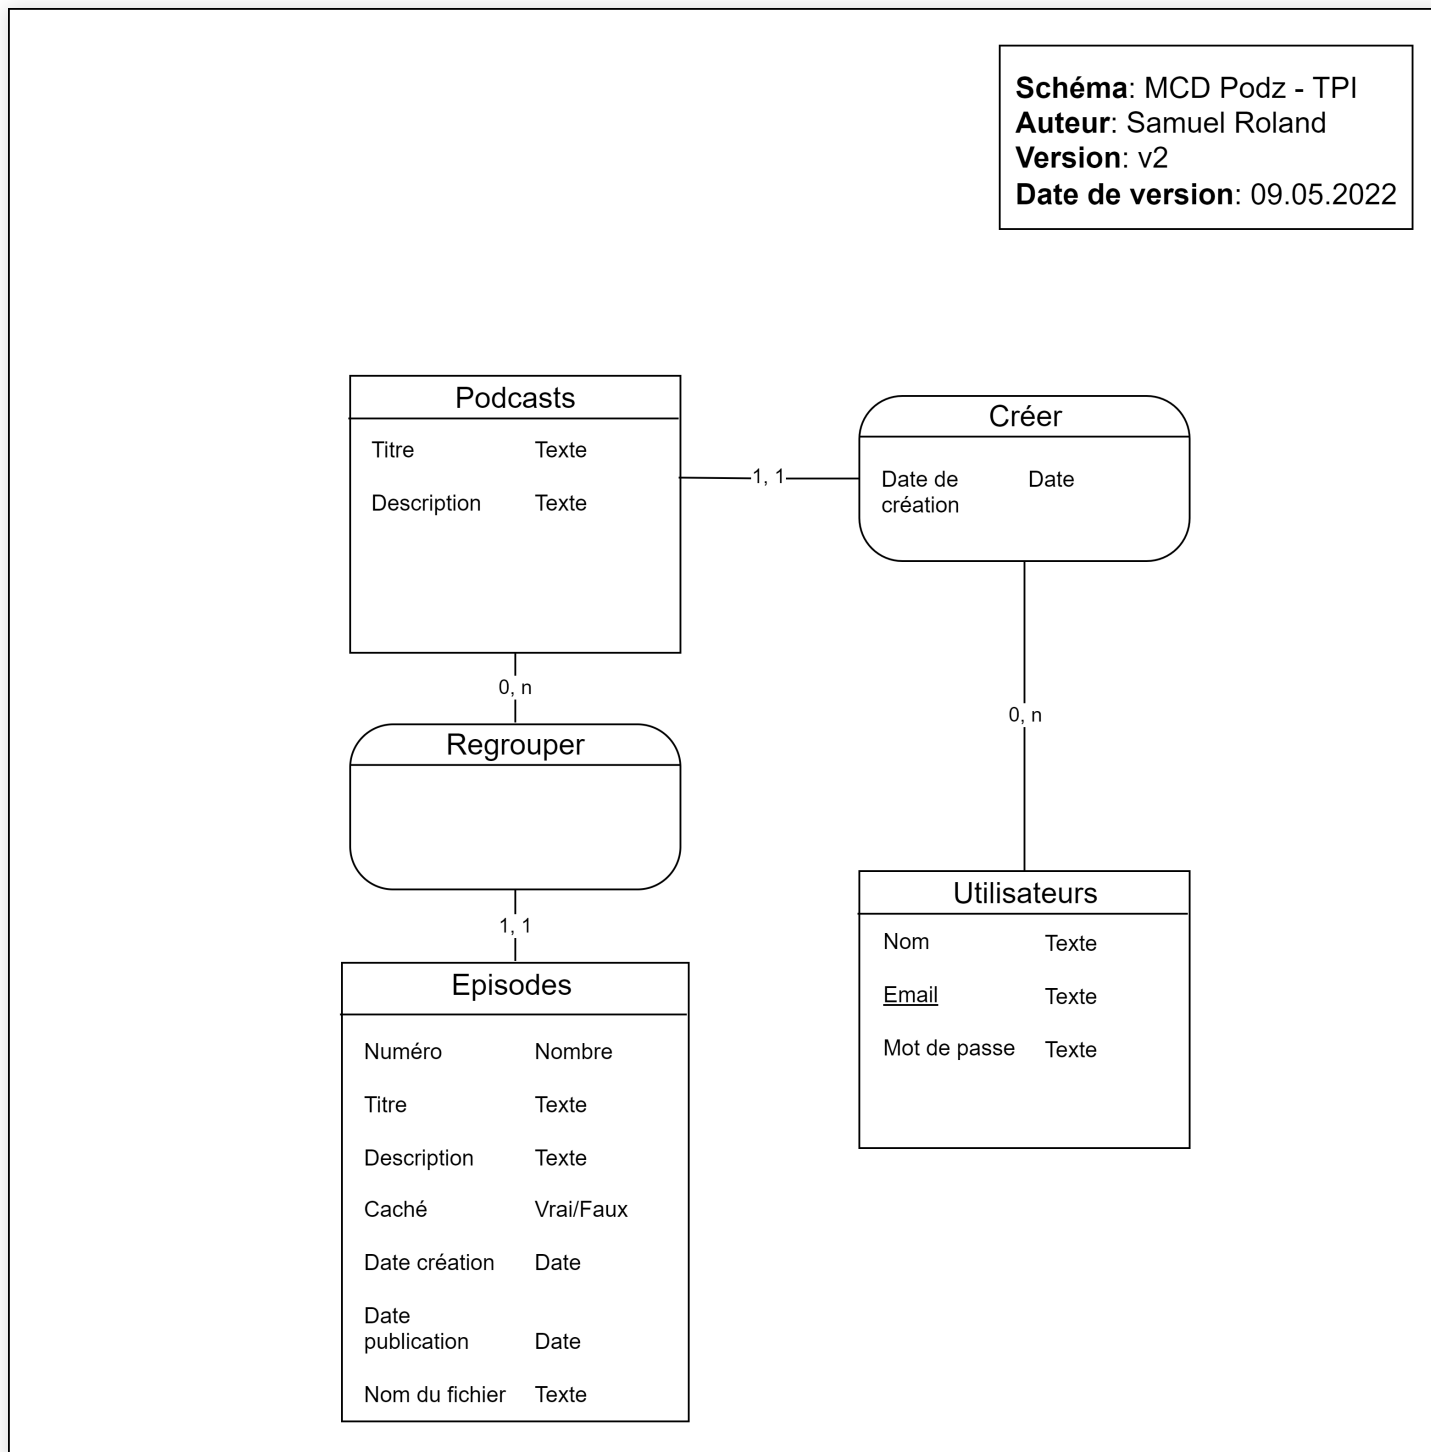 Schéma: MCD Podz - TPI
Auteur: Samuel Roland
Version: v2
Date de version: 09.05.2022
Podcasts
Titre Texte
Description Texte
1, 1
Créer
Date de Date
création
0, n
Regrouper
1, 1
0, n
Episodes
Numéro Nombre
Titre Texte
Description Texte
Caché Vrai/Faux
Date création Date
Date
publication Date
Nom du fichier Texte
Utilisateurs
Nom Texte
Email Texte
Mot de passe Texte